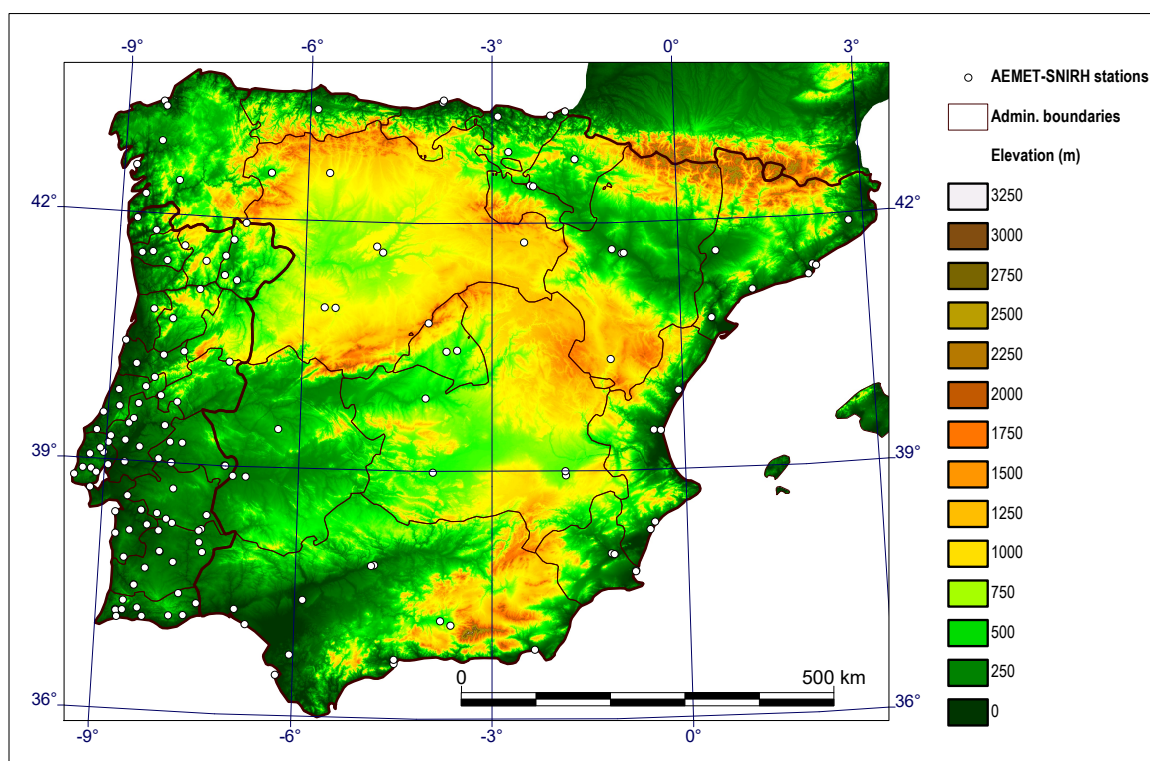 -9° -6° -3° 0° 3°
AEMET-SNIRH stations
Admin. boundaries
Elevation (m)
3250
3000
2750
2500
2250
2000
1750
1500
1250
1000
750
500
250
0
42° 42°
39° 39°
36° 36°
0 500 km
-9° -6° -3° 0°